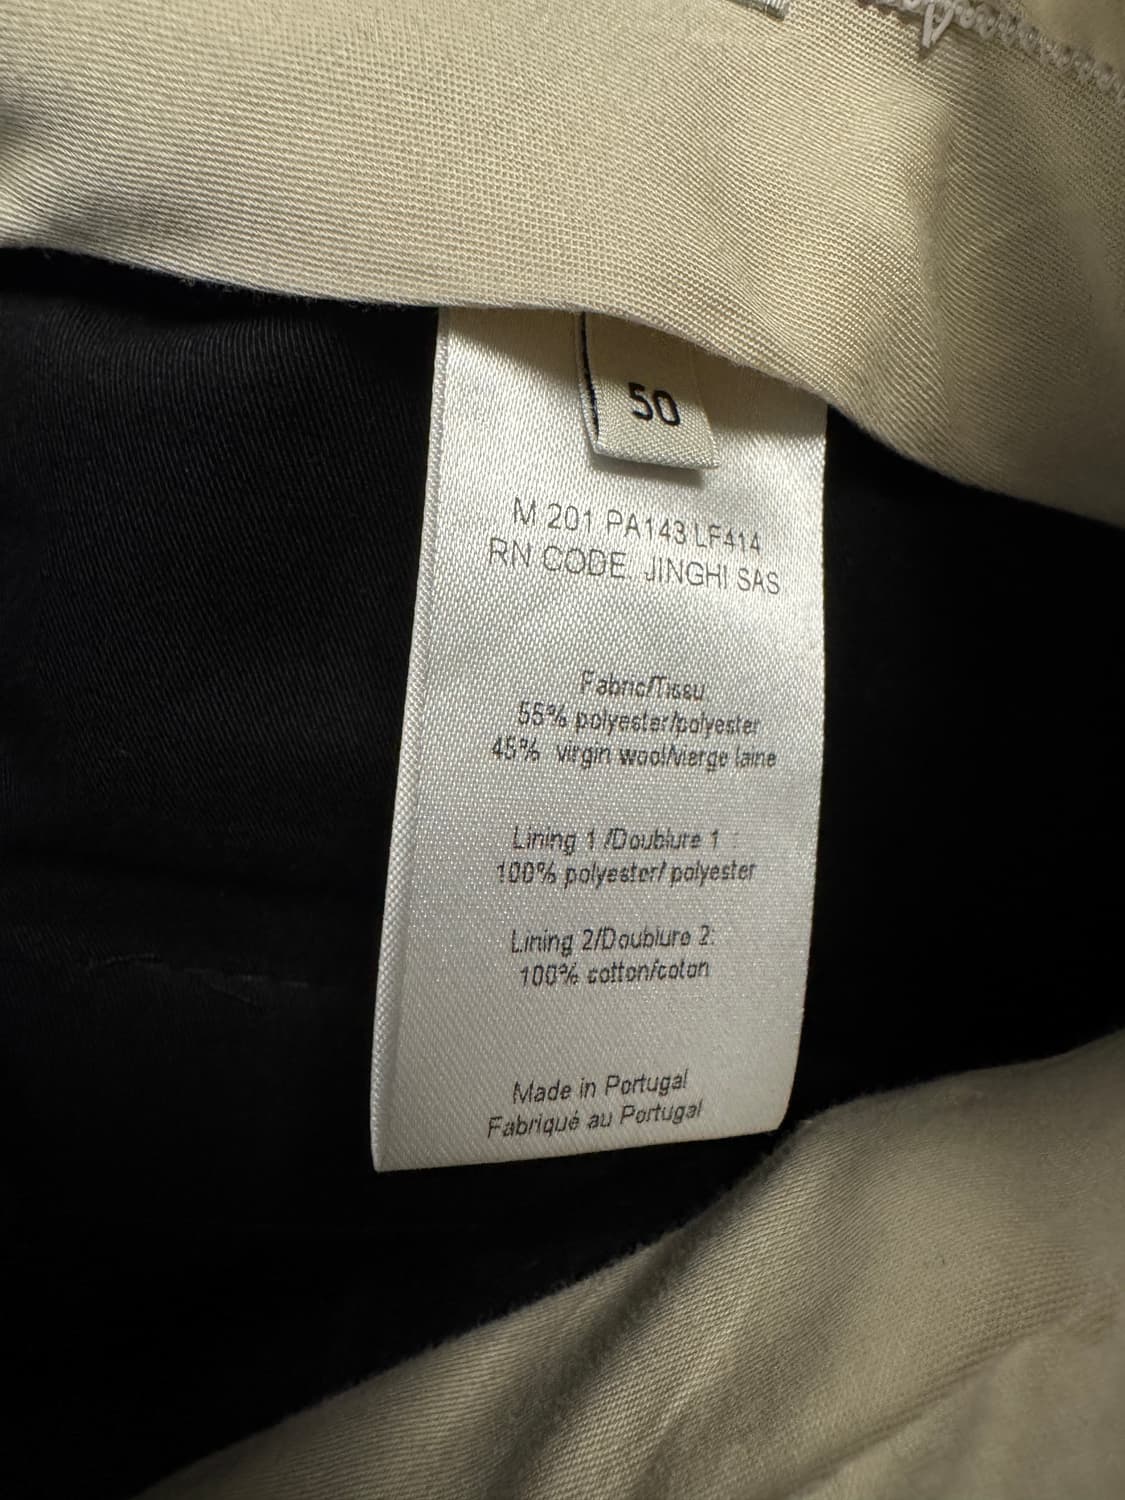 50
M 201 PA143 LF414
RN CODE: JINGHI SAS
Fabric/Tissu
55% polyester/polyester
45% virgin wool/vierge laine
Lining 1 /Doublure 1 :
100% polyester/ polyester
Lining 2/Doublure 2:
100% cotton/coton
Made in Portugal
Fabriqué au Portugal